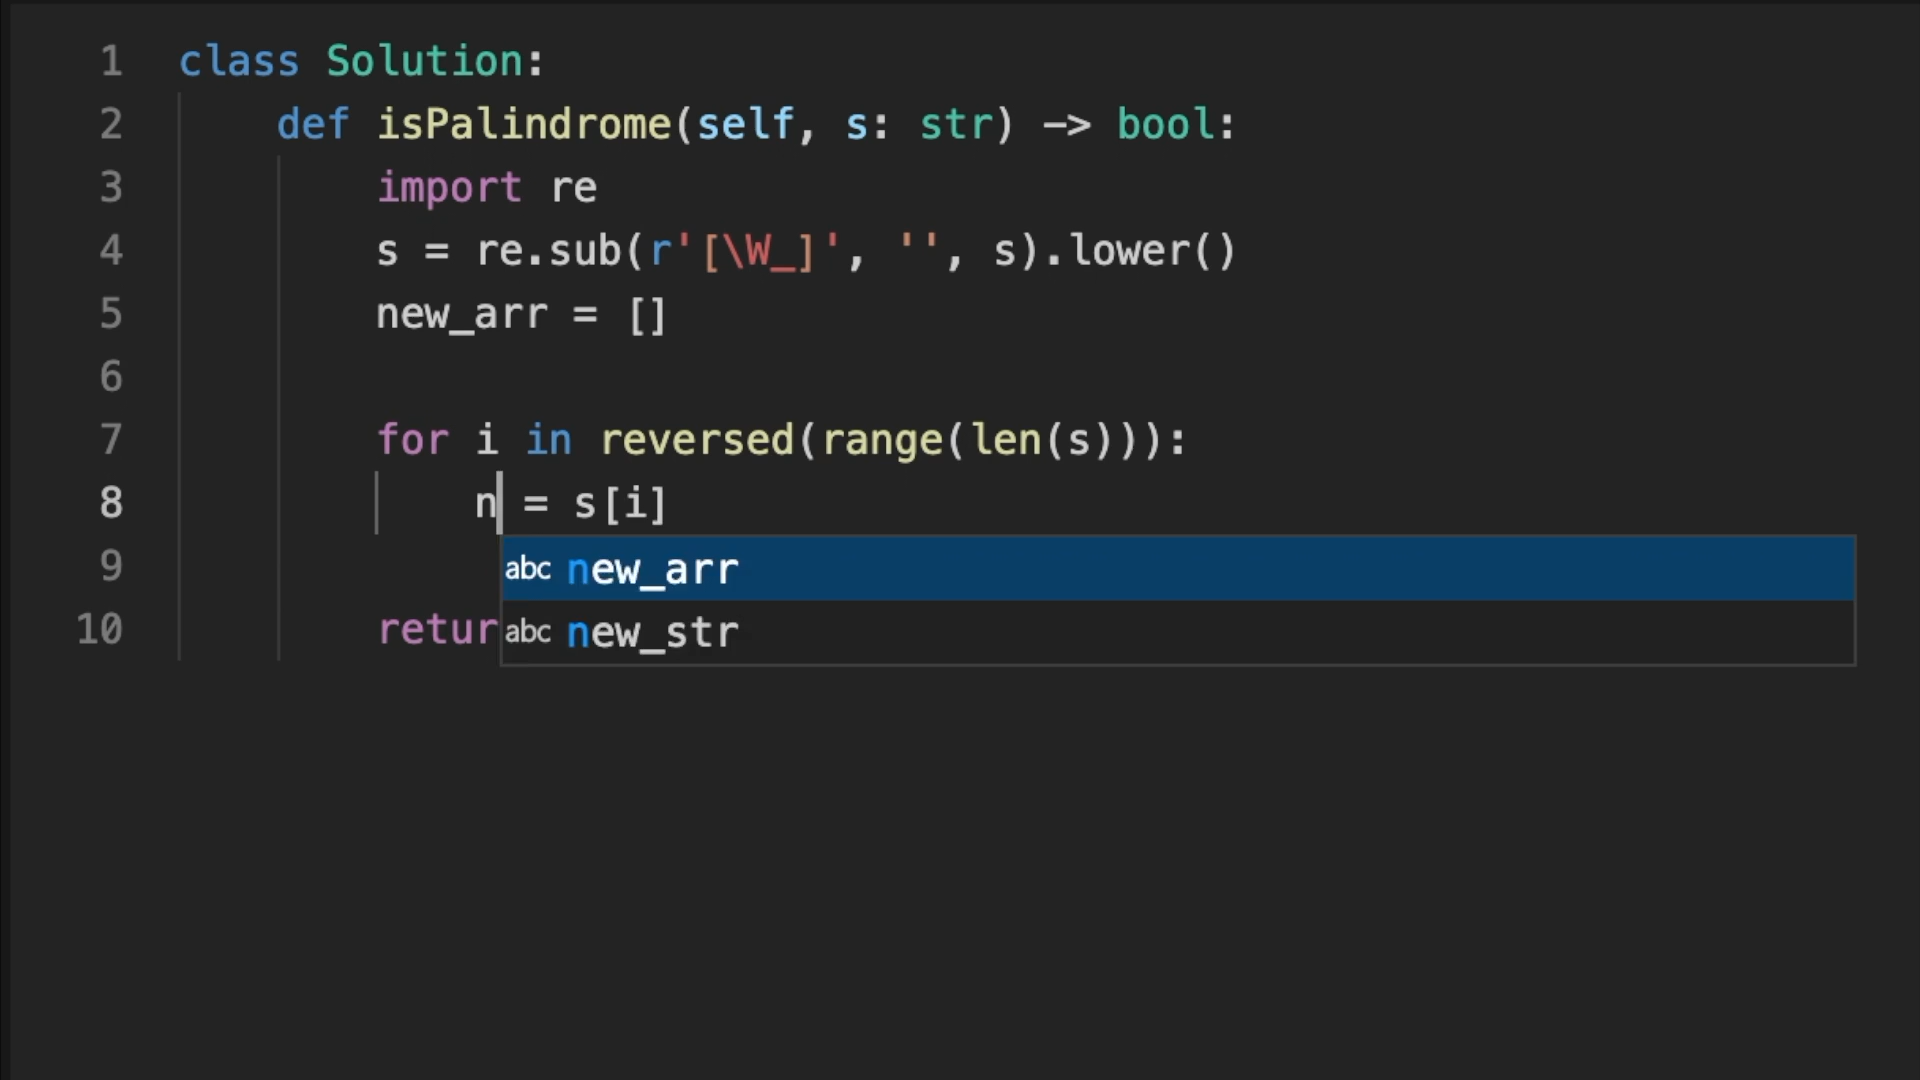 1 class Solution:
2 def isPalindrome(self, s: str) -> bool:
3 import re
4 s = re.sub(r'[\W_]', '', s).lower()
5 new_arr = []
6
7 for i in reversed(range(len(s))):
8 n = s[i]
9 abc new_arr
10 retur abc new_str